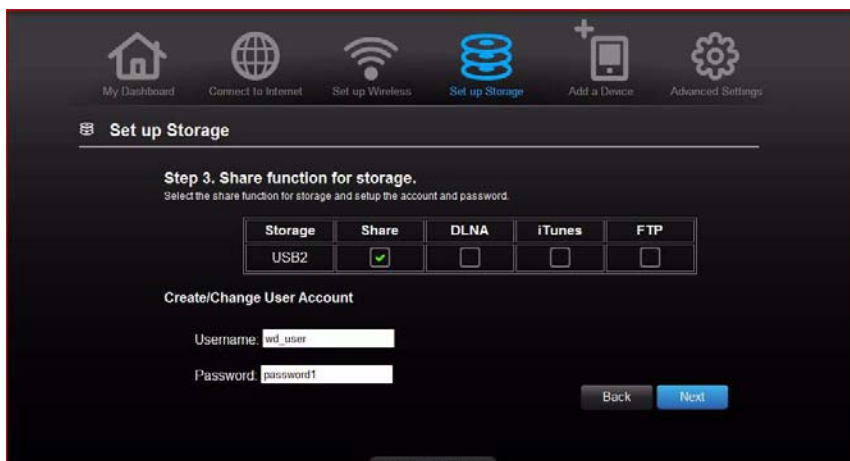 My Dashboard Connect to Internet Set up Wireless Set up Storage Add a Device Advanced Settings
Set up Storage
Step 3. Share function for storage.
Select the share function for storage and setup the account and password.
Storage Share DLNA iTunes FTP
USB2
Create/Change User Account
Username: wd_user
Password: password1
Back Next